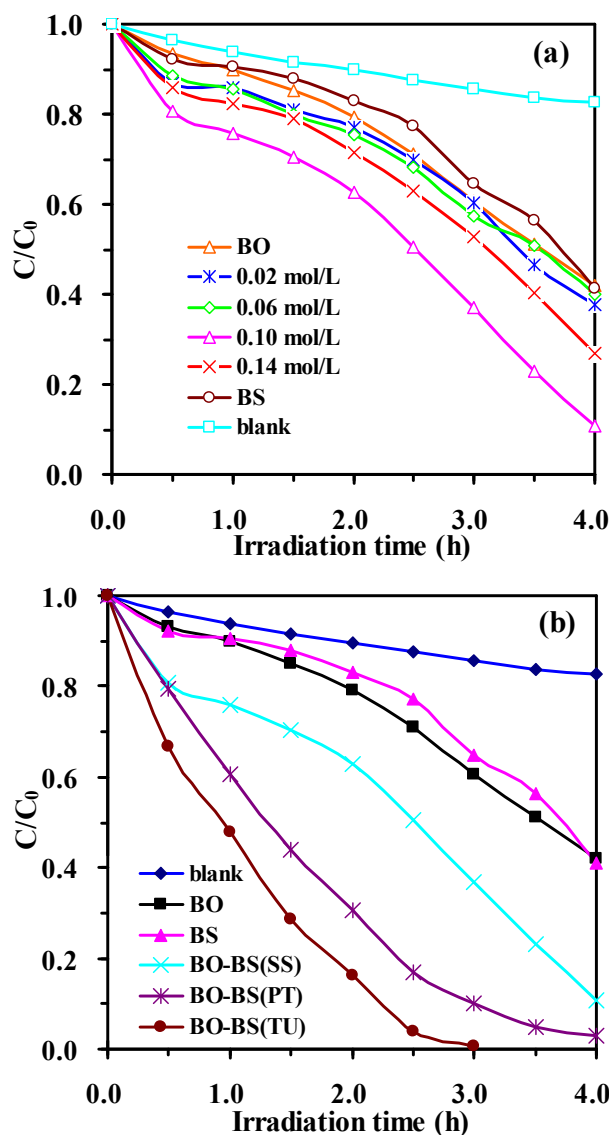 (a)
C/C0
1.0
0.8
0.6
0.4
0.2
0.0
BO
0.02 mol/L
0.06 mol/L
0.10 mol/L
0.14 mol/L
BS
blank
0.0 1.0 2.0 3.0 4.0
Irradiation time (h)
(b)
C/C0
1.0
0.8
0.6
0.4
0.2
0.0
blank
BO
BS
BO-BS(SS)
BO-BS(PT)
BO-BS(TU)
0.0 1.0 2.0 3.0 4.0
Irradiation time (h)